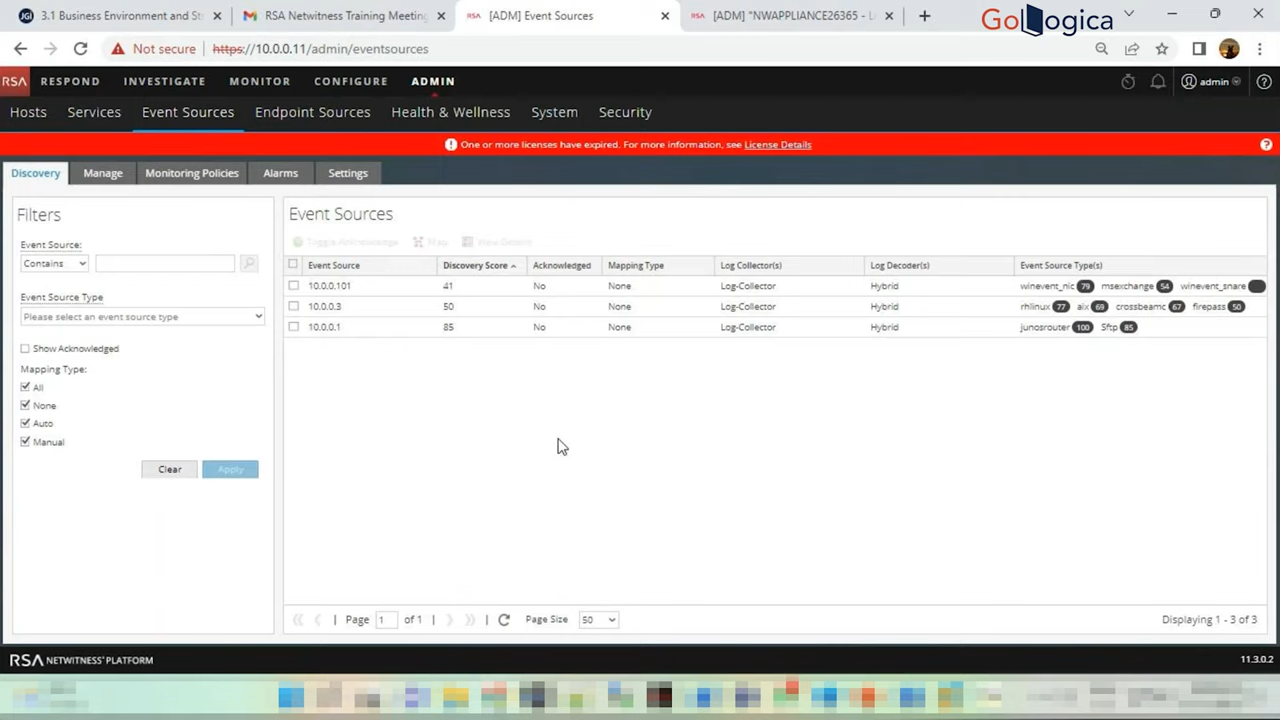 3.1 Business Environment and St
RSA Netwitness Training Meeting
[ADM] Event Sources
[ADM] "NWAPPLIANCE26365 - L
GoLogica
Not secure
https://10.0.0.11/admin/eventsources
RSA RESPOND INVESTIGATE MONITOR CONFIGURE ADMIN
admin
Hosts Services Event Sources Endpoint Sources Health & Wellness System Security
One or more licenses have expired. For more information, see License Details
Discovery Manage Monitoring Policies Alarms Settings
Filters
Event Source:
Contains
Event Source Type
Please select an event source type
Show Acknowledged
Mapping Type:
All
None
Auto
Manual
Clear Apply
Event Sources
Toggle Acknowledge Map View Details
Event Source Discovery Score Acknowledged Mapping Type Log Collector(s) Log Decoder(s) Event Source Type(s)
10.0.0.101 41 No None Log-Collector Hybrid winevent_nic 79 msexchange 54 winevent_snare
10.0.0.3 50 No None Log-Collector Hybrid rhlinux 77 aix 69 crossbeamc 67 firepass 50
10.0.0.1 85 No None Log-Collector Hybrid junosrouter 100 Sftp 85
Page 1 of 1 Page Size 50
Displaying 1 - 3 of 3
RSA NETWITNESS® PLATFORM
11.3.0.2